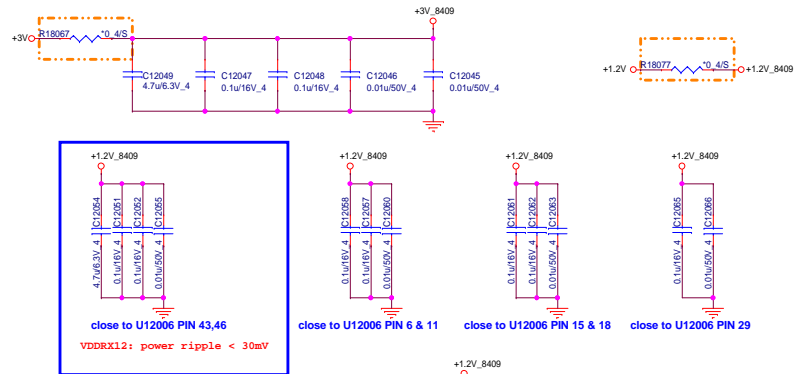 +3V_8409
+3V
R18067
*0_4/S
C12049
4.7u/6.3V_4
C12047
0.1u/16V_4
C12048
0.1u/16V_4
C12046
0.01u/50V_4
C12045
0.01u/50V_4
+1.2V
R18077
*0_4/S
+1.2V_8409
+1.2V_8409
C12054
4.7u/6.3V_4
C12051
0.1u/16V_4
C12052
0.1u/16V_4
C12055
0.01u/50V_4
close to U12006 PIN 43,46
VDDRX12: power ripple < 30mV
+1.2V_8409
C12058
0.1u/16V_4
C12057
0.1u/16V_4
C12060
0.01u/50V_4
close to U12006 PIN 6 & 11
+1.2V_8409
C12061
0.1u/16V_4
C12062
0.1u/16V_4
C12063
0.01u/50V_4
close to U12006 PIN 15 & 18
+1.2V_8409
C12065
0.1u/16V_4
C12066
0.01u/50V_4
close to U12006 PIN 29
+1.2V_8409